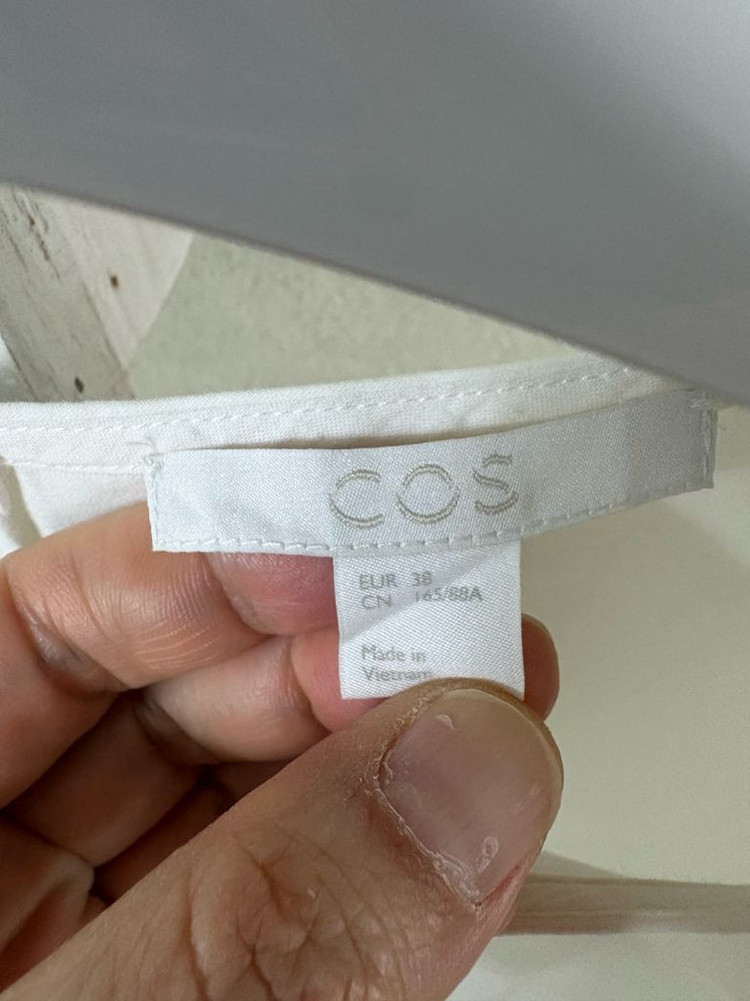 COS
EUR 38
CN 165/88A
Made in
Vietnam